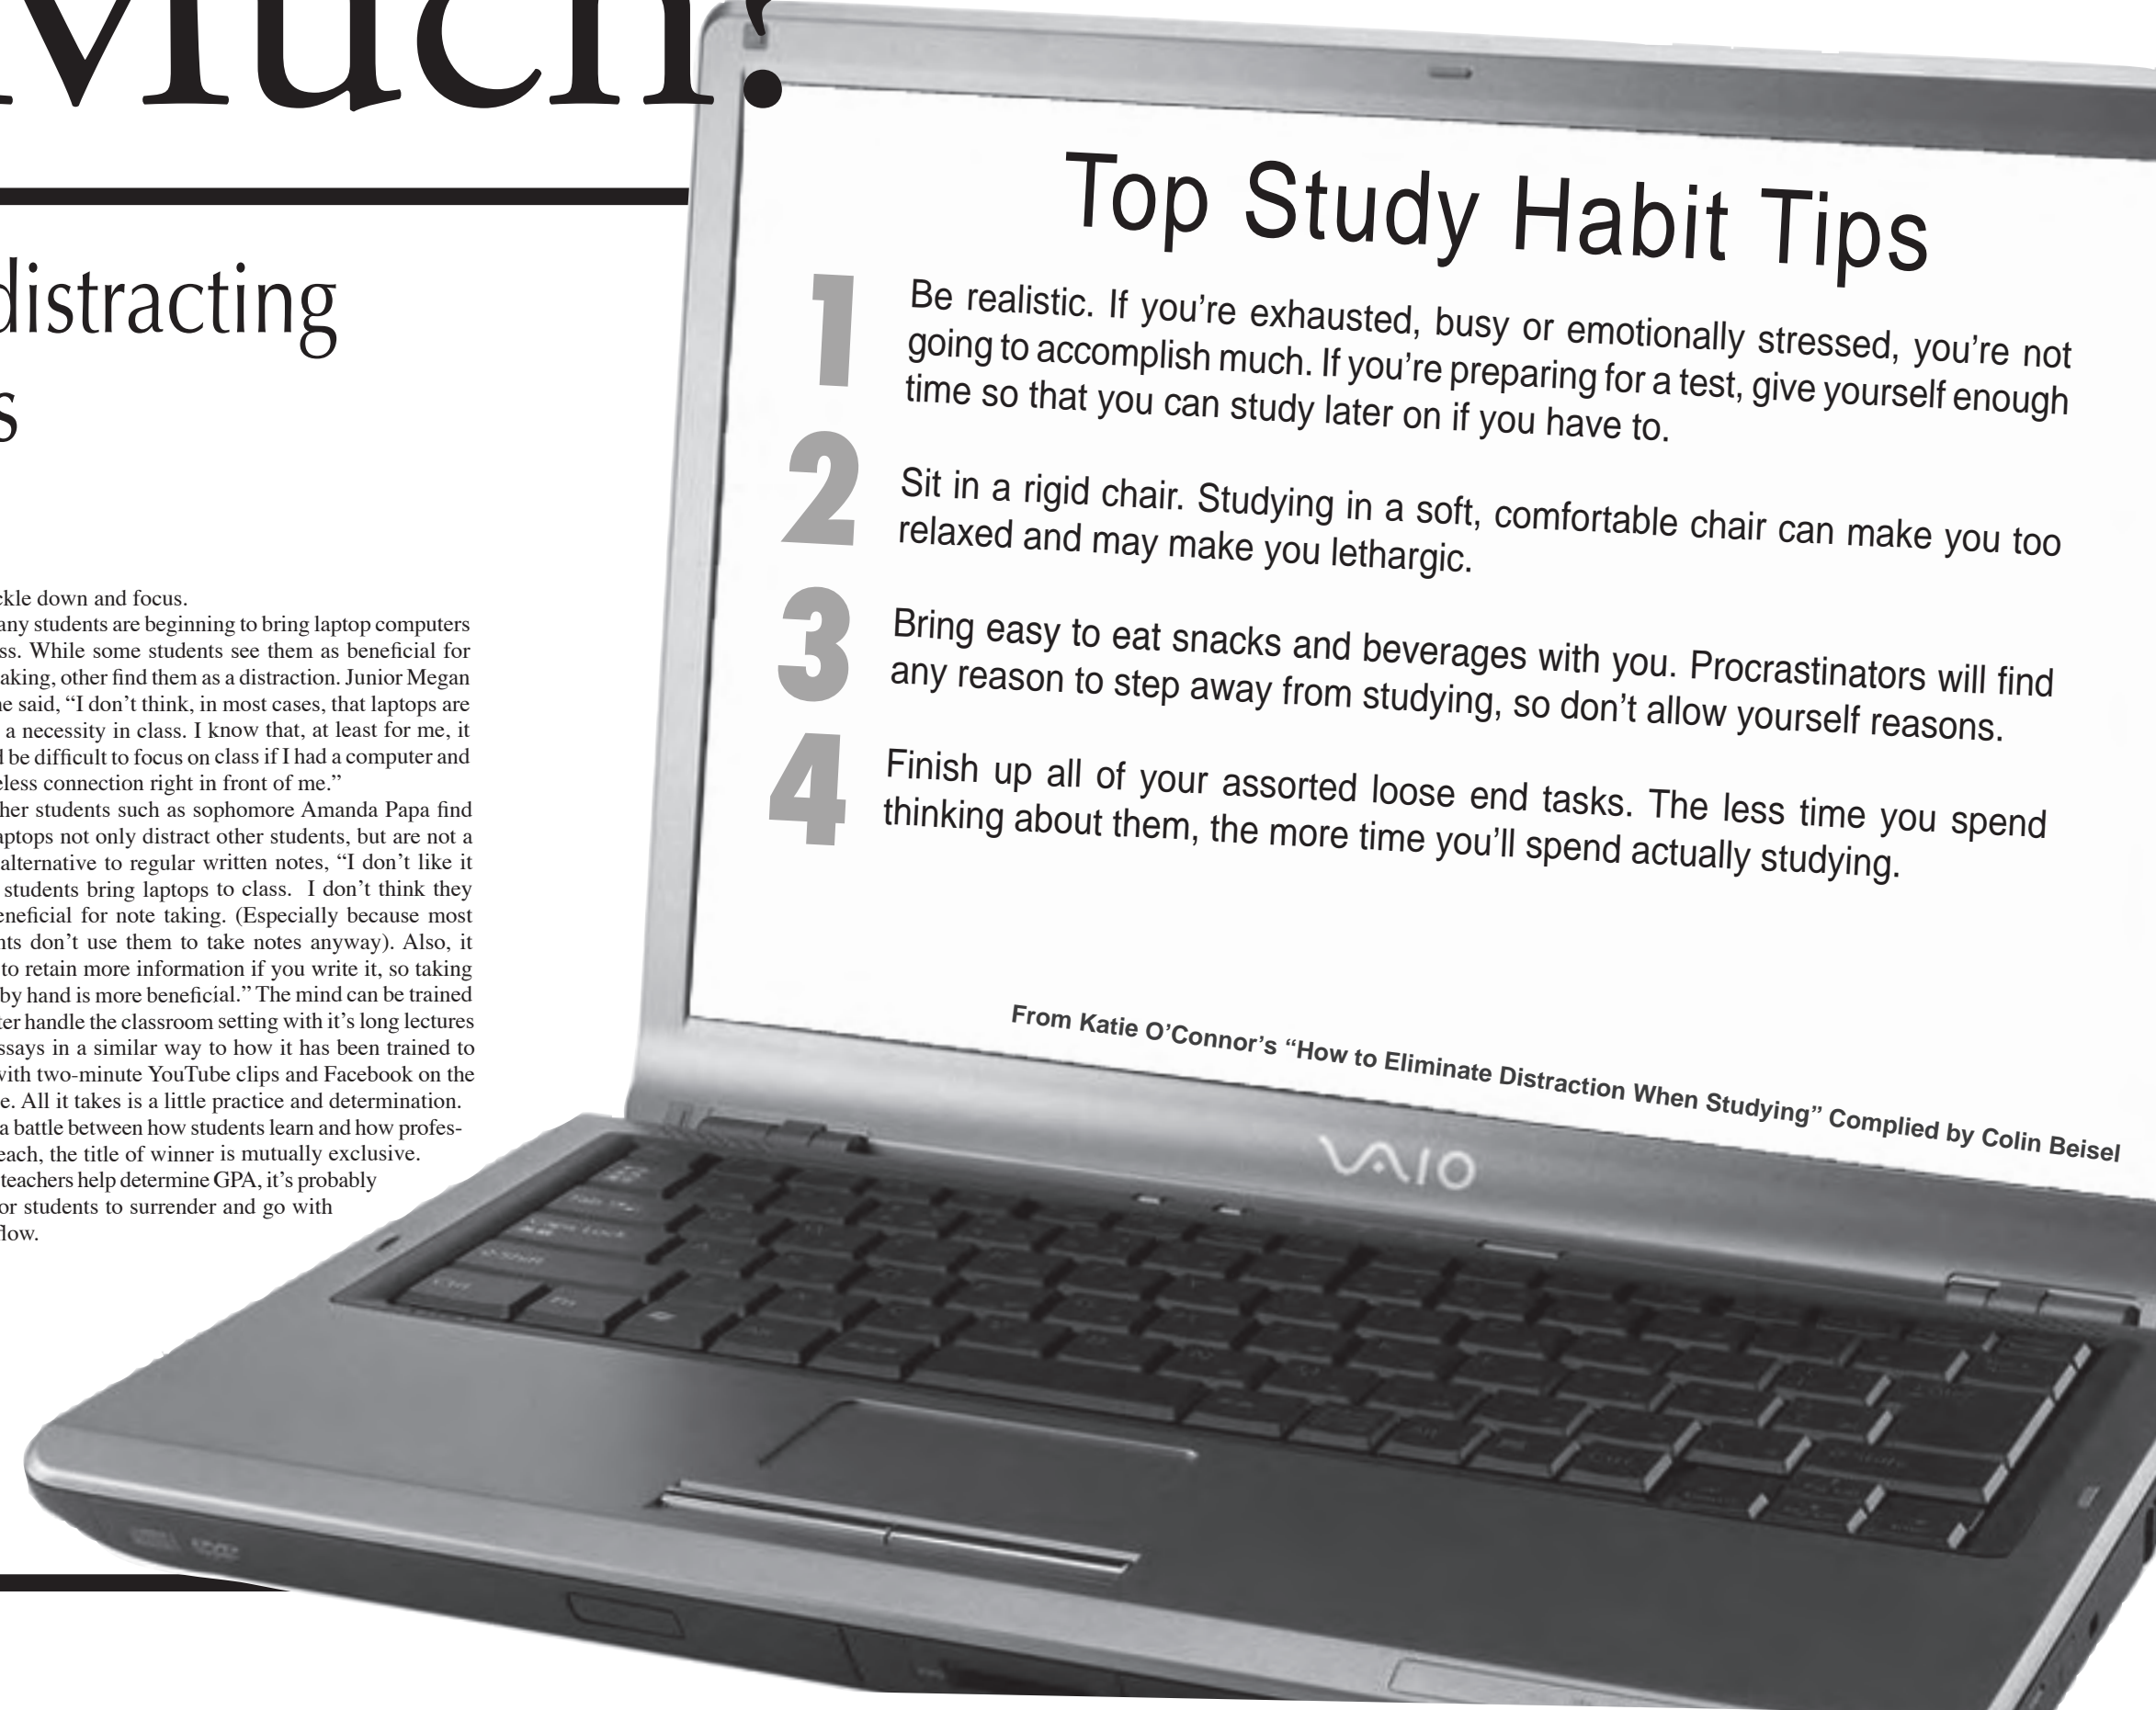 Much?
distracting
s
ckle down and focus.
any students are beginning to bring laptop computers
ss. While some students see them as beneficial for
aking, other find them as a distraction. Junior Megan
ne said, “I don’t think, in most cases, that laptops are
a necessity in class. I know that, at least for me, it
d be difficult to focus on class if I had a computer and
eless connection right in front of me.”
her students such as sophomore Amanda Papa find
aptops not only distract other students, but are not a
alternative to regular written notes, “I don’t like it
students bring laptops to class. I don’t think they
eneficial for note taking. (Especially because most
nts don’t use them to take notes anyway). Also, it
to retain more information if you write it, so taking
by hand is more beneficial.” The mind can be trained
ter handle the classroom setting with it’s long lectures
ssays in a similar way to how it has been trained to
with two-minute YouTube clips and Facebook on the
e. All it takes is a little practice and determination.
a battle between how students learn and how profes-
each, the title of winner is mutually exclusive.
teachers help determine GPA, it’s probably
or students to surrender and go with
flow.
Top Study Habit Tips
1 Be realistic. If you’re exhausted, busy or emotionally stressed, you’re not
going to accomplish much. If you’re preparing for a test, give yourself enough
time so that you can study later on if you have to.
2 Sit in a rigid chair. Studying in a soft, comfortable chair can make you too
relaxed and may make you lethargic.
3 Bring easy to eat snacks and beverages with you. Procrastinators will find
any reason to step away from studying, so don’t allow yourself reasons.
4 Finish up all of your assorted loose end tasks. The less time you spend
thinking about them, the more time you’ll spend actually studying.
From Katie O’Connor’s “How to Eliminate Distraction When Studying” Complied by Colin Beisel
VAIO
Caps Lock
Shift
Ctrl
Fn